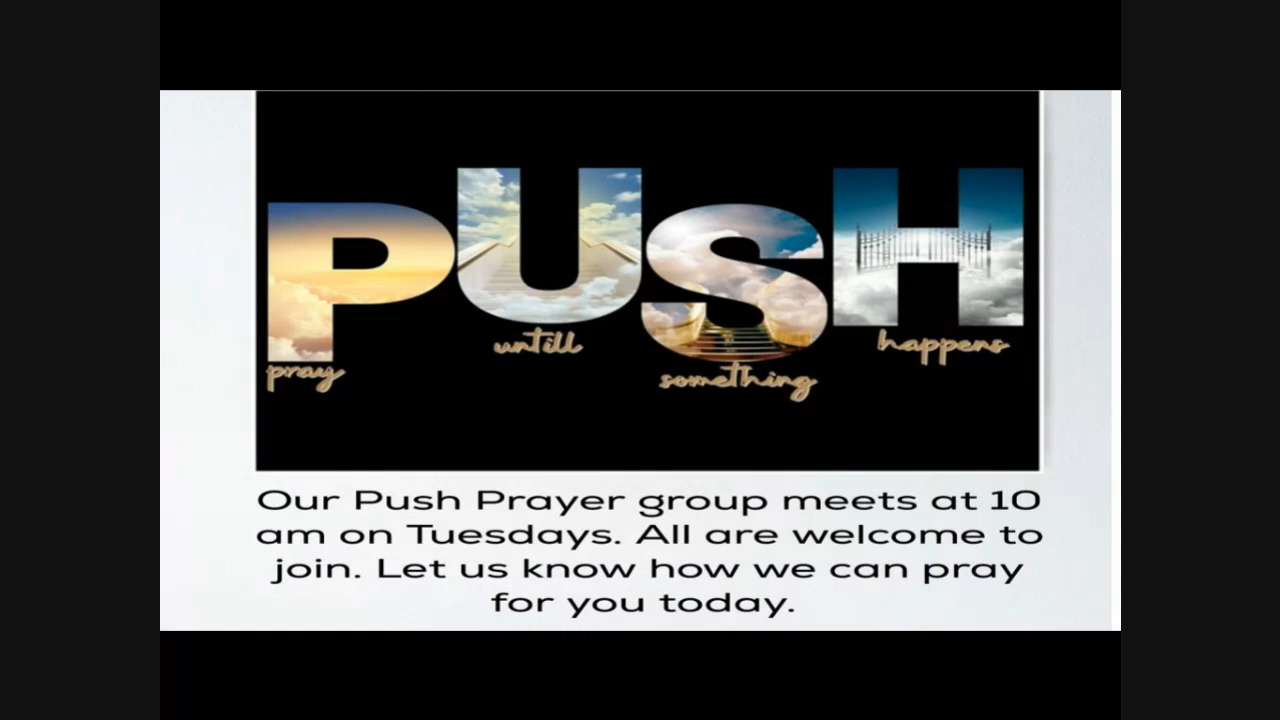 PUSH
pray
untill
something
happens
Our Push Prayer group meets at 10
am on Tuesdays. All are welcome to
join. Let us know how we can pray
for you today.